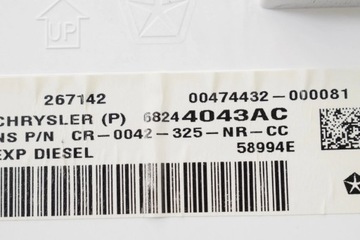 UP
267142 00474432-000081
CHRYSLER (P) 68244043AC
NS P/N CR-0042-325-NR-CC
EXP DIESEL 58994E